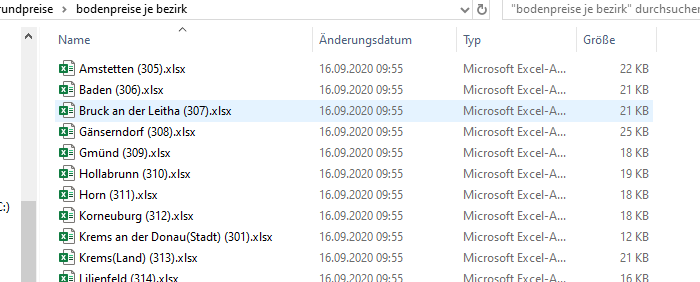 rundpreise > bodenpreise je bezirk "bodenpreise je bezirk" durchsuchen
Name Änderungsdatum Typ Größe
Amstetten (305).xlsx 16.09.2020 09:55 Microsoft Excel-A... 22 KB
Baden (306).xlsx 16.09.2020 09:55 Microsoft Excel-A... 21 KB
Bruck an der Leitha (307).xlsx 16.09.2020 09:55 Microsoft Excel-A... 21 KB
Gänserndorf (308).xlsx 16.09.2020 09:55 Microsoft Excel-A... 25 KB
Gmünd (309).xlsx 16.09.2020 09:55 Microsoft Excel-A... 18 KB
Hollabrunn (310).xlsx 16.09.2020 09:55 Microsoft Excel-A... 19 KB
Horn (311).xlsx 16.09.2020 09:55 Microsoft Excel-A... 18 KB
C:)
Korneuburg (312).xlsx 16.09.2020 09:55 Microsoft Excel-A... 18 KB
Krems an der Donau(Stadt) (301).xlsx 16.09.2020 09:55 Microsoft Excel-A... 12 KB
Krems(Land) (313).xlsx 16.09.2020 09:55 Microsoft Excel-A... 21 KB
Lilienfeld (314).xlsx 16.09.2020 09:55 Microsoft Excel-A... 16 KB